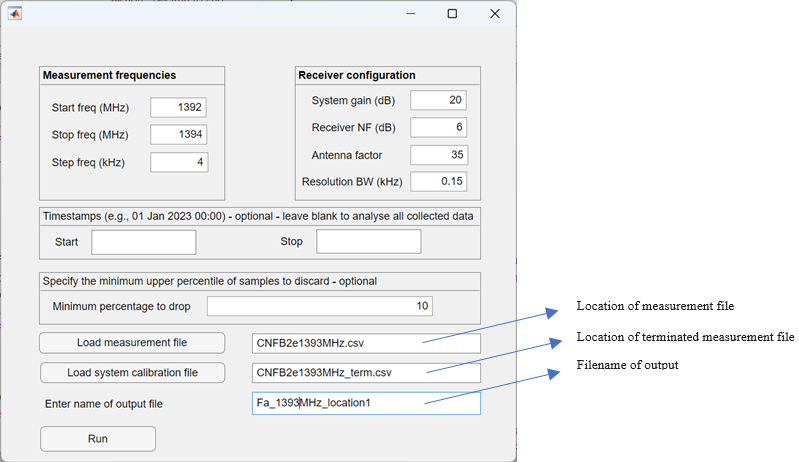 Measurement frequencies
Start freq (MHz) 1392
Stop freq (MHz) 1394
Step freq (kHz) 4
Receiver configuration
System gain (dB) 20
Receiver NF (dB) 6
Antenna factor 35
Resolution BW (kHz) 0.15
Timestamps (e.g., 01 Jan 2023 00:00) - optional - leave blank to analyse all collected data
Start Stop
Specify the minimum upper percentile of samples to discard - optional
Minimum percentage to drop 10
Load measurement file CNFB2e1393MHz.csv Location of measurement file
Load system calibration file CNFB2e1393MHz_term.csv Location of terminated measurement file
Enter name of output file Fa_1393MHz_location1 Filename of output
Run